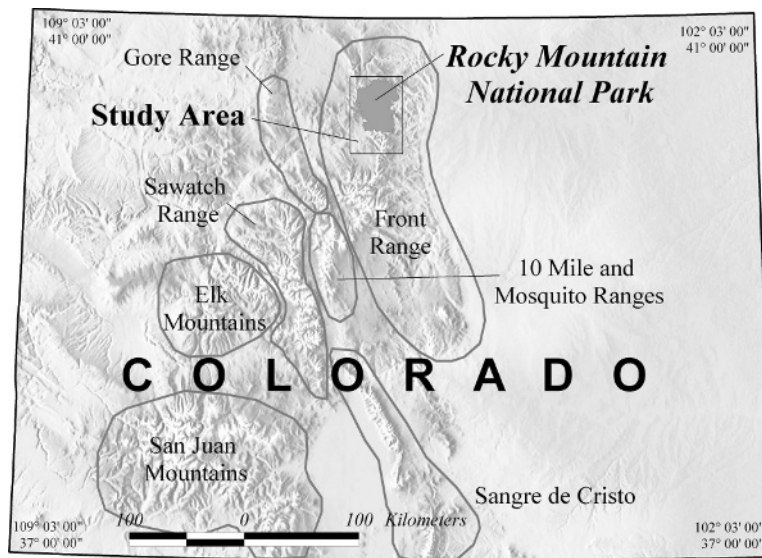 109° 03' 00"
41° 00' 00"
102° 03' 00"
41° 00' 00"
Gore Range
Rocky Mountain
National Park
Study Area
Sawatch
Range
Front
Range
10 Mile and
Mosquito Ranges
Elk
Mountains
COLORADO
San Juan
Mountains
Sangre de Cristo
109° 03' 00"
37° 00' 00"
100 0 100 Kilometers
102° 03' 00"
37° 00' 00"